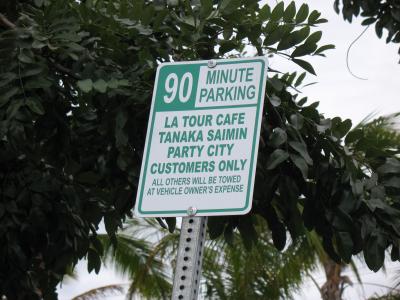 90 MINUTE
PARKING
LA TOUR CAFE
TANAKA SAIMIN
PARTY CITY
CUSTOMERS ONLY
ALL OTHERS WILL BE TOWED
AT VEHICLE OWNER'S EXPENSE